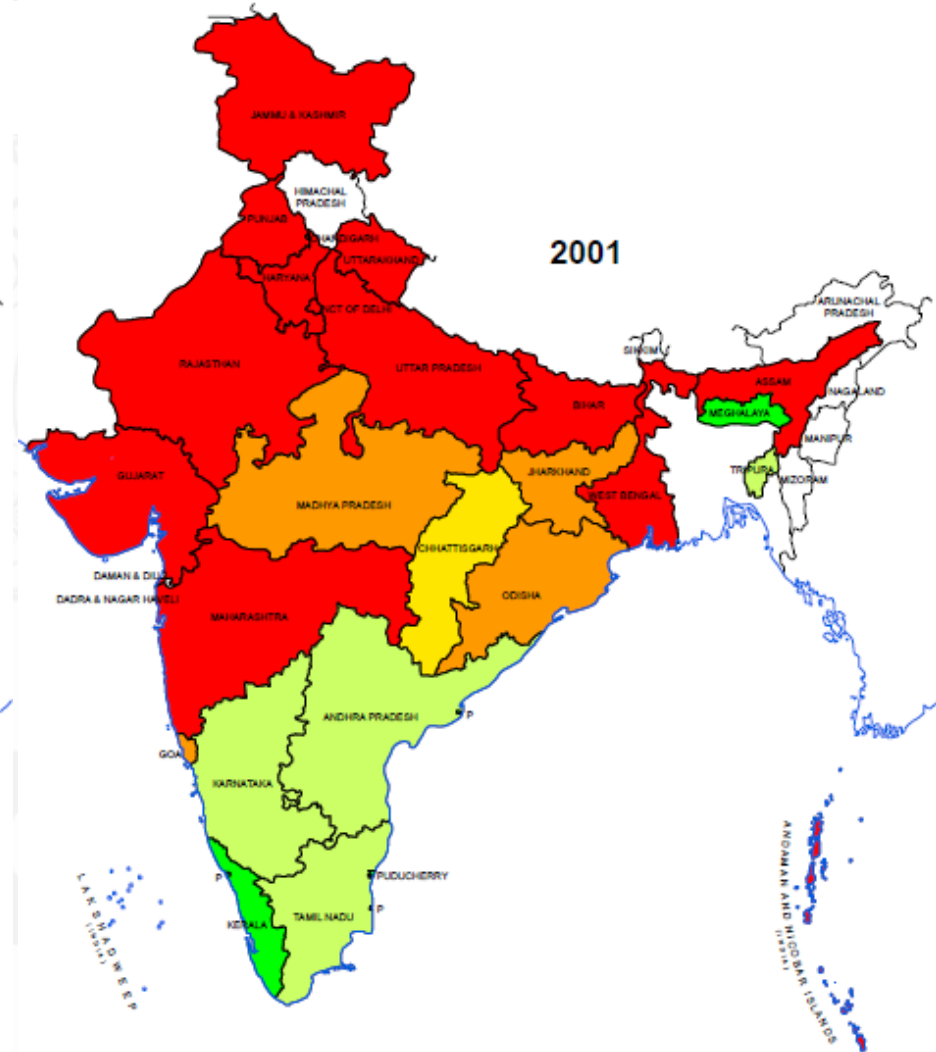 JAMMU & KASHMIR
HIMACHAL
PRADESH
PUNJAB
CHANDIGARH
UTTARAKHAND
2001
HARYANA
NCT OF DELHI
ARUNACHAL
PRADESH
SIKKIM
RAJASTHAN
UTTAR PRADESH
ASSAM
NAGALAND
BIHAR
MEGHALAYA
MANIPUR
GUJARAT
JHARKHAND
TRIPURA
MIZORAM
MADHYA PRADESH
WEST BENGAL
CHHATTISGARH
DAMAN & DIU
ODISHA
DADRA & NAGAR HAVELI
MAHARASHTRA
ANDHRA PRADESH
P
GOA
KARNATAKA
P
PUDUCHERRY
P
KERALA
TAMIL NADU
LAKSHADWEEP
(INDIA)
ANDAMAN AND NICOBAR ISLANDS
(INDIA)